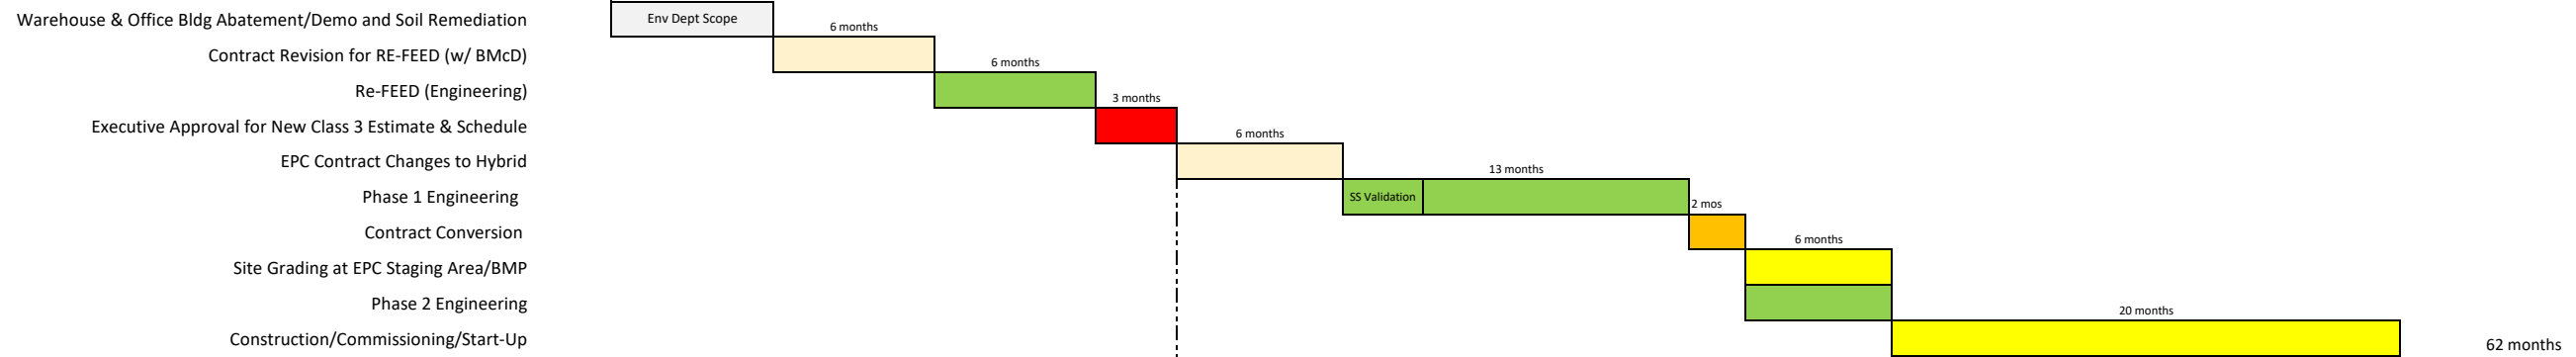 Warehouse & Office Bldg Abatement/Demo and Soil Remediation
Env Dept Scope
6 months
Contract Revision for RE-FEED (w/ BMcD)
6 months
Re-FEED (Engineering)
3 months
Executive Approval for New Class 3 Estimate & Schedule
6 months
EPC Contract Changes to Hybrid
13 months
Phase 1 Engineering
SS Validation
2 mos
Contract Conversion
6 months
Site Grading at EPC Staging Area/BMP
Phase 2 Engineering
20 months
Construction/Commissioning/Start-Up
62 months